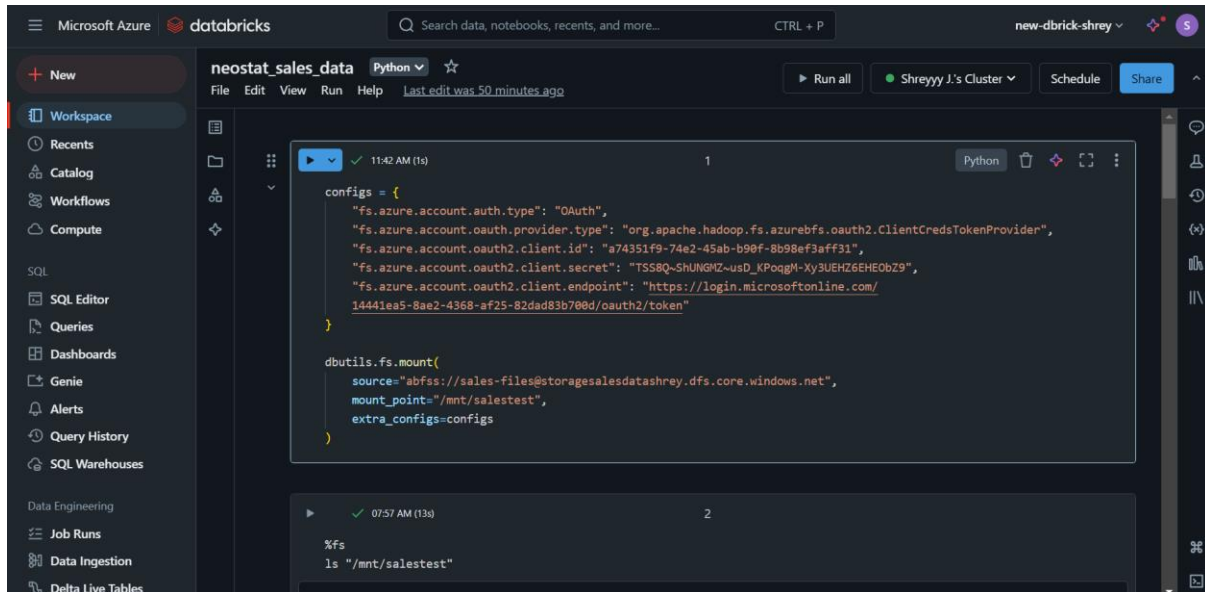 Microsoft Azure databricks Search data, notebooks, recents, and more... CTRL + P new-dbrick-shrey S
New
Workspace
Recents
Catalog
Workflows
Compute
SQL
SQL Editor
Queries
Dashboards
Genie
Alerts
Query History
SQL Warehouses
Data Engineering
Job Runs
Data Ingestion
Delta Live Tables
neostat_sales_data Python
File Edit View Run Help Last edit was 50 minutes ago
Run all Shreyyy J.'s Cluster Schedule Share
11:42 AM (1s) 1 Python
configs = {
"fs.azure.account.auth.type": "OAuth",
"fs.azure.account.oauth.provider.type": "org.apache.hadoop.fs.azurebfs.oauth2.ClientCredsTokenProvider",
"fs.azure.account.oauth2.client.id": "a74351f9-74e2-45ab-b90f-8b98ef3aff31",
"fs.azure.account.oauth2.client.secret": "TSS8Q~ShUNGMZ~usD_KPoqgM-Xy3UEHZ6EHEObZ9",
"fs.azure.account.oauth2.client.endpoint": "https://login.microsoftonline.com/
14441ea5-8ae2-4368-af25-82dad83b700d/oauth2/token"
}
dbutils.fs.mount(
source="abfss://sales-files@storagesalesdatashrey.dfs.core.windows.net",
mount_point="/mnt/salestest",
extra_configs=configs
)
07:57 AM (13s) 2
%fs
ls "/mnt/salestest"